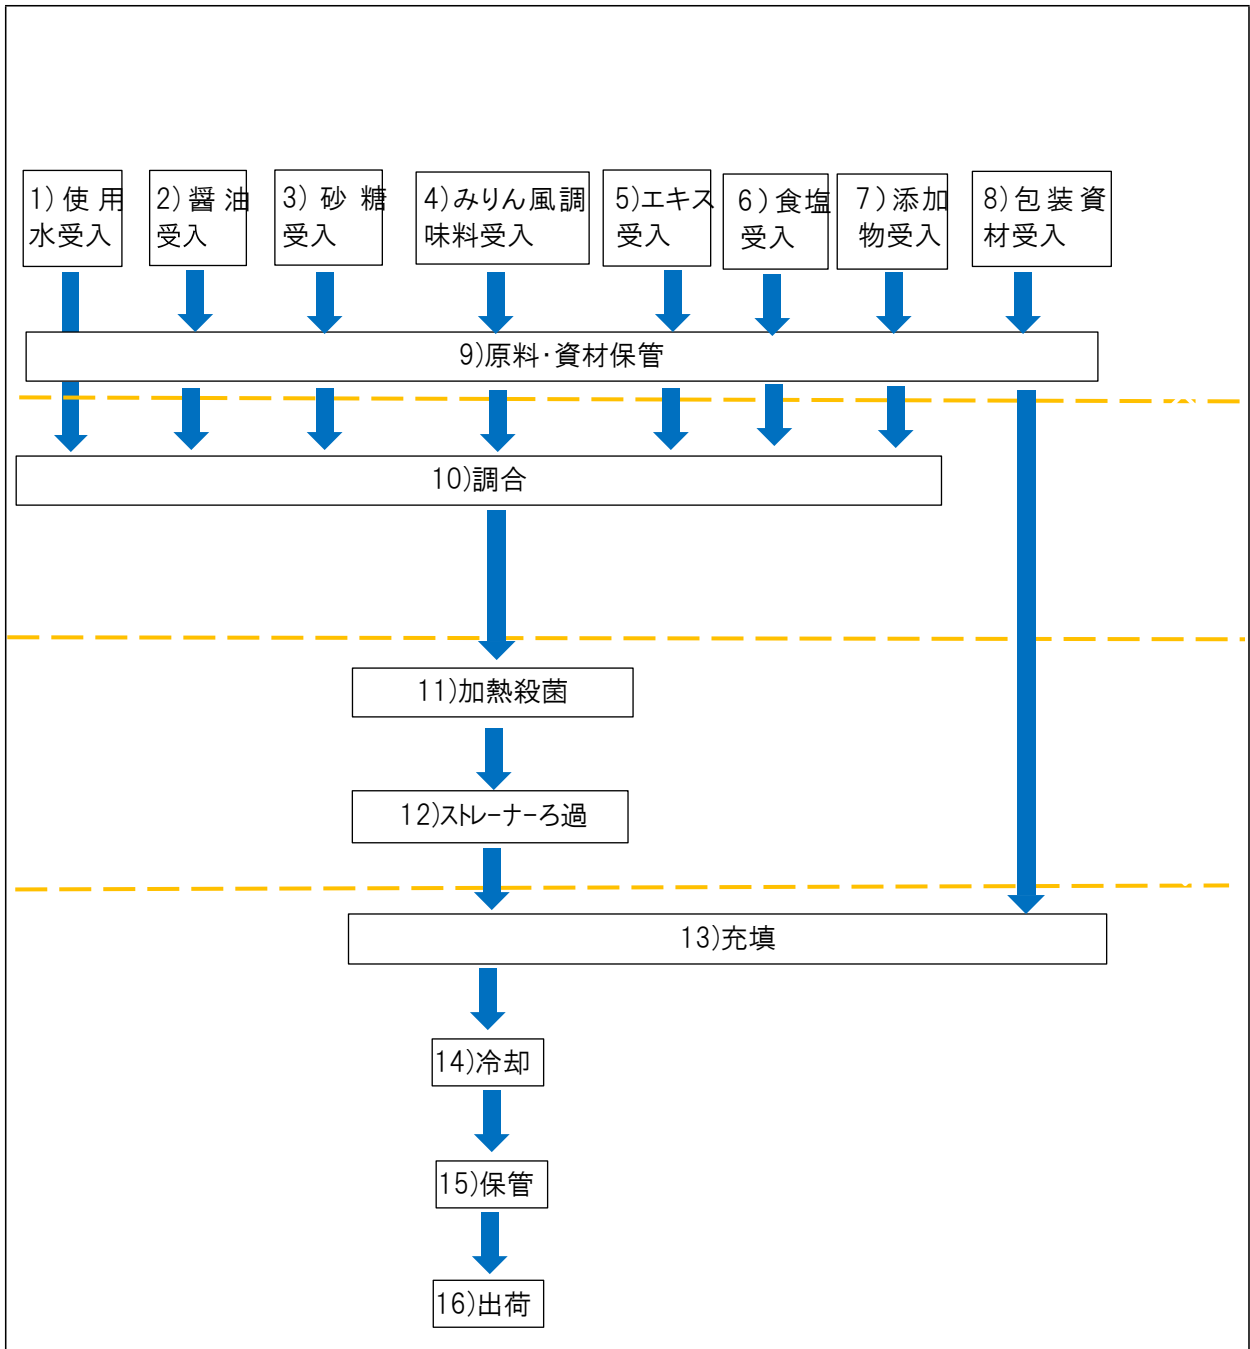 1)使用
水受入
2)醤油
受入
3)砂糖
受入
4)みりん風調
味料受入
5)エキス
受入
6)食塩
受入
7)添加
物受入
8)包装資
材受入
9)原料・資材保管
10)調合
11)加熱殺菌
12)ストレーナーろ過
13)充填
14)冷却
15)保管
16)出荷